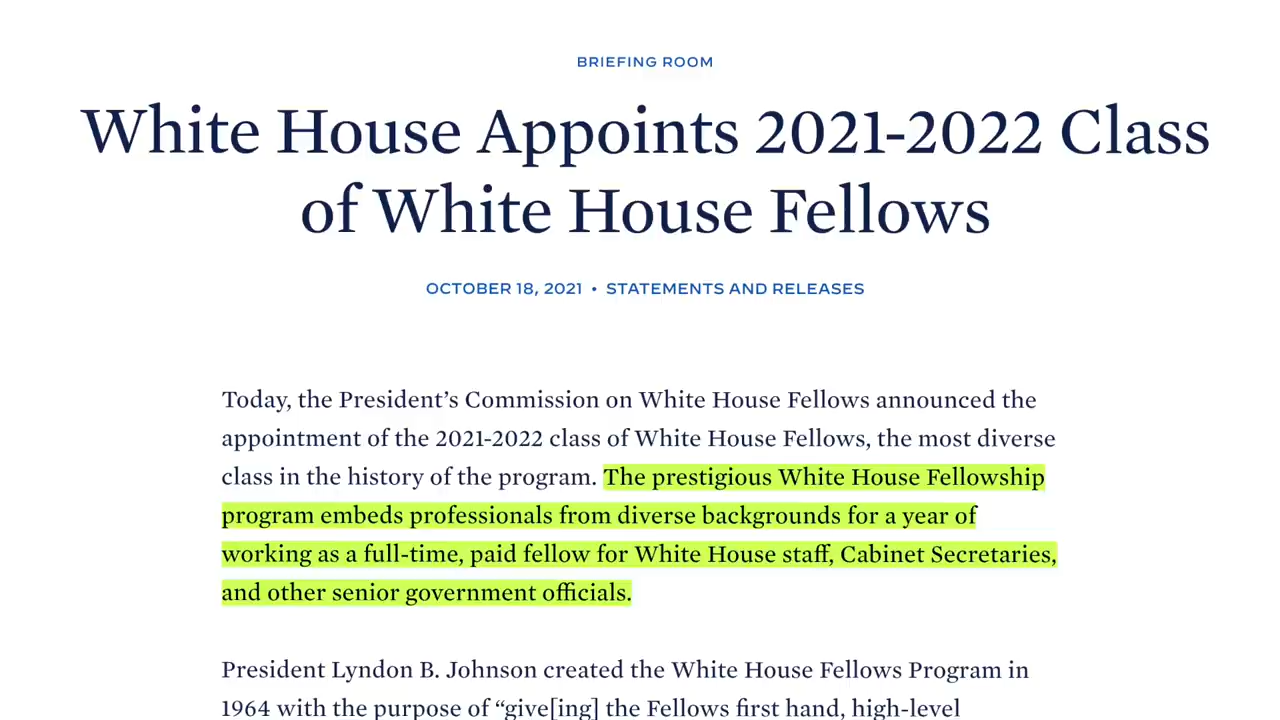 BRIEFING ROOM
White House Appoints 2021-2022 Class
of White House Fellows
OCTOBER 18, 2021 • STATEMENTS AND RELEASES
Today, the President’s Commission on White House Fellows announced the
appointment of the 2021-2022 class of White House Fellows, the most diverse
class in the history of the program. The prestigious White House Fellowship
program embeds professionals from diverse backgrounds for a year of
working as a full-time, paid fellow for White House staff, Cabinet Secretaries,
and other senior government officials.
President Lyndon B. Johnson created the White House Fellows Program in
1964 with the purpose of “give[ing] the Fellows first hand, high-level